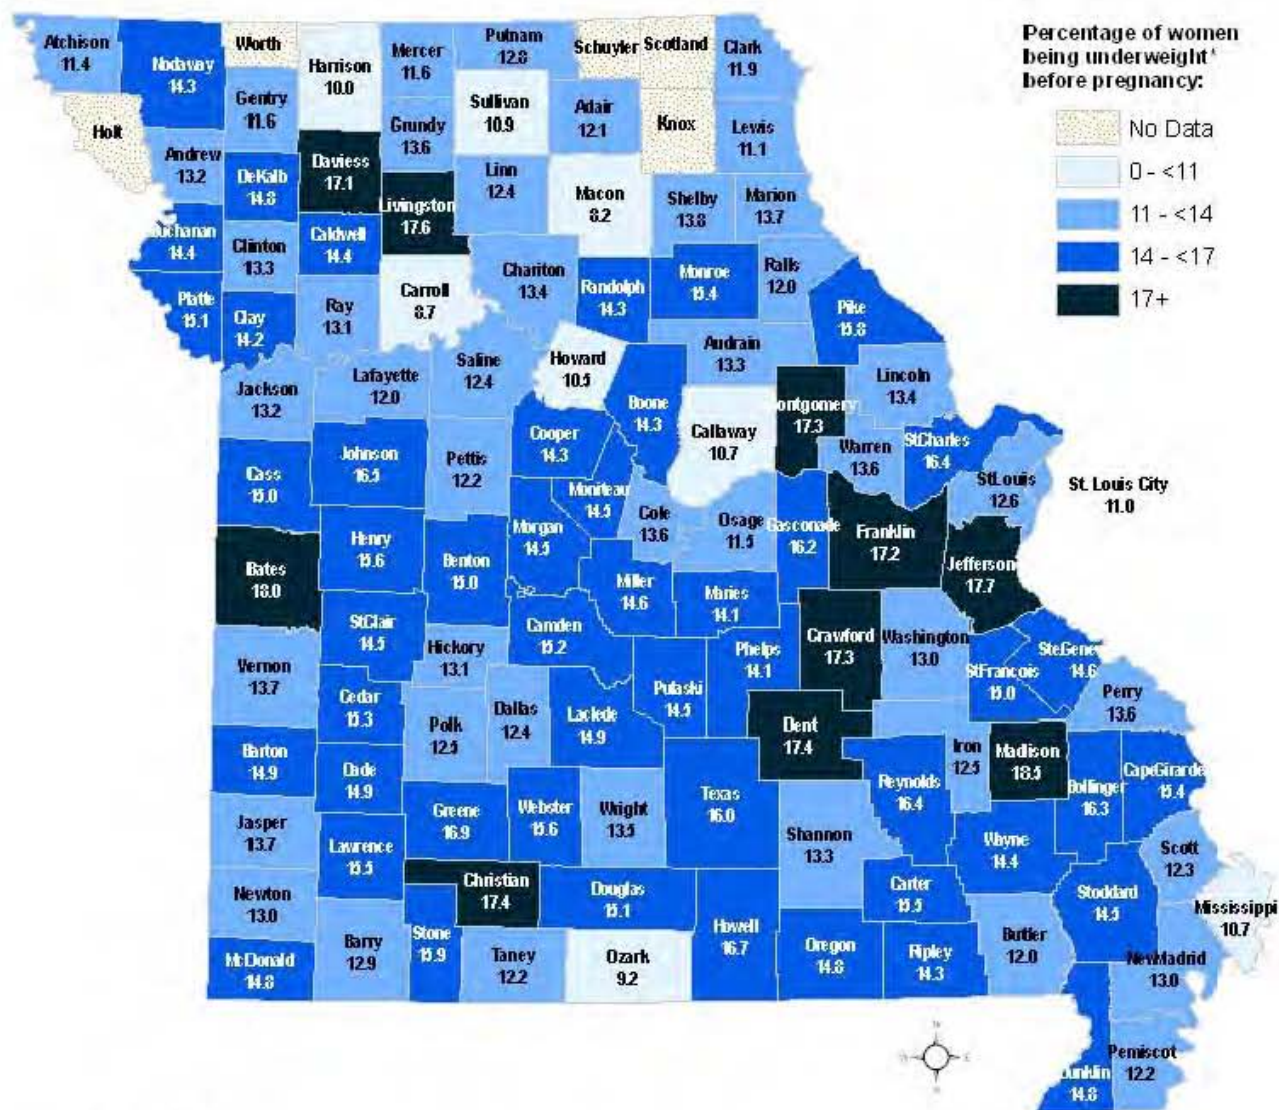 Percentage of women
being underweight*
before pregnancy:
No Data
0 - <11
11 - <14
14 - <17
17+
Atchison
11.4
Nodaway
14.3
Worth
Harrison
10.0
Mercer
11.6
Putnam
12.8
Schuyler
Scotland
Clark
11.9
Holt
Gentry
11.6
Sullivan
10.9
Adair
12.1
Knox
Lewis
11.1
Andrew
13.2
DeKalb
14.8
Daviess
17.1
Grundy
13.6
Linn
12.4
Macon
8.2
Shelby
13.8
Marion
13.7
uchanan
14.4
Clinton
13.3
Caldwell
14.4
Livingston
17.6
Chariton
13.4
Randolph
14.3
Monroe
15.4
Ralls
12.0
Platte
15.1
Clay
14.2
Ray
13.1
Carroll
8.7
Pike
15.8
Jackson
13.2
Lafayette
12.0
Saline
12.4
Howard
10.5
Boone
14.3
Audrain
13.3
Callaway
10.7
ontgomery
17.3
Lincoln
13.4
Cass
15.0
Johnson
16.5
Pettis
12.2
Cooper
14.3
Moniteau
14.5
Warren
13.6
StCharles
16.4
StLouis
12.6
St. Louis City
11.0
Bates
18.0
Henry
15.6
Benton
15.0
Morgan
14.5
Cole
13.6
Osage
11.5
Gasconade
16.2
Franklin
17.2
Jefferson
17.7
StClair
14.5
Miller
14.6
Maries
14.1
Vernon
13.7
Hickory
13.1
Camden
15.2
Phelps
14.1
Crawford
17.3
Washington
13.0
StFrancois
15.0
SteGene
14.6
Perry
13.6
Cedar
15.3
Polk
12.5
Dallas
12.4
Laclede
14.9
Pulaski
14.5
Dent
17.4
Iron
12.5
Madison
18.5
Barton
14.9
Dade
14.9
Greene
16.9
Webster
15.6
Wright
13.5
Texas
16.0
Reynolds
16.4
Bollinger
16.3
CapeGirarde
15.4
Jasper
13.7
Lawrence
15.5
Shannon
13.3
Wayne
14.4
Scott
12.3
Newton
13.0
Christian
17.4
Douglas
15.1
Carter
15.5
Stoddard
14.5
Mississippi
10.7
McDonald
14.8
Barry
12.9
Stone
15.9
Taney
12.2
Ozark
9.2
Howell
16.7
Oregon
14.8
Ripley
14.3
Butler
12.0
NewMadrid
13.0
unklin
14.8
Pemiscot
12.2